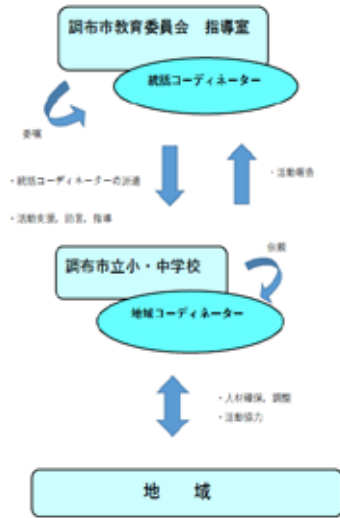 調布市教育委員会　指導室
統括コーディネーター
委嘱
・統括コーディネーターの派遣
・活動報告
・活動支援、助言、指導
依頼
調布市立小・中学校
地域コーディネーター
・人材確保、調整
・活動協力
地　域